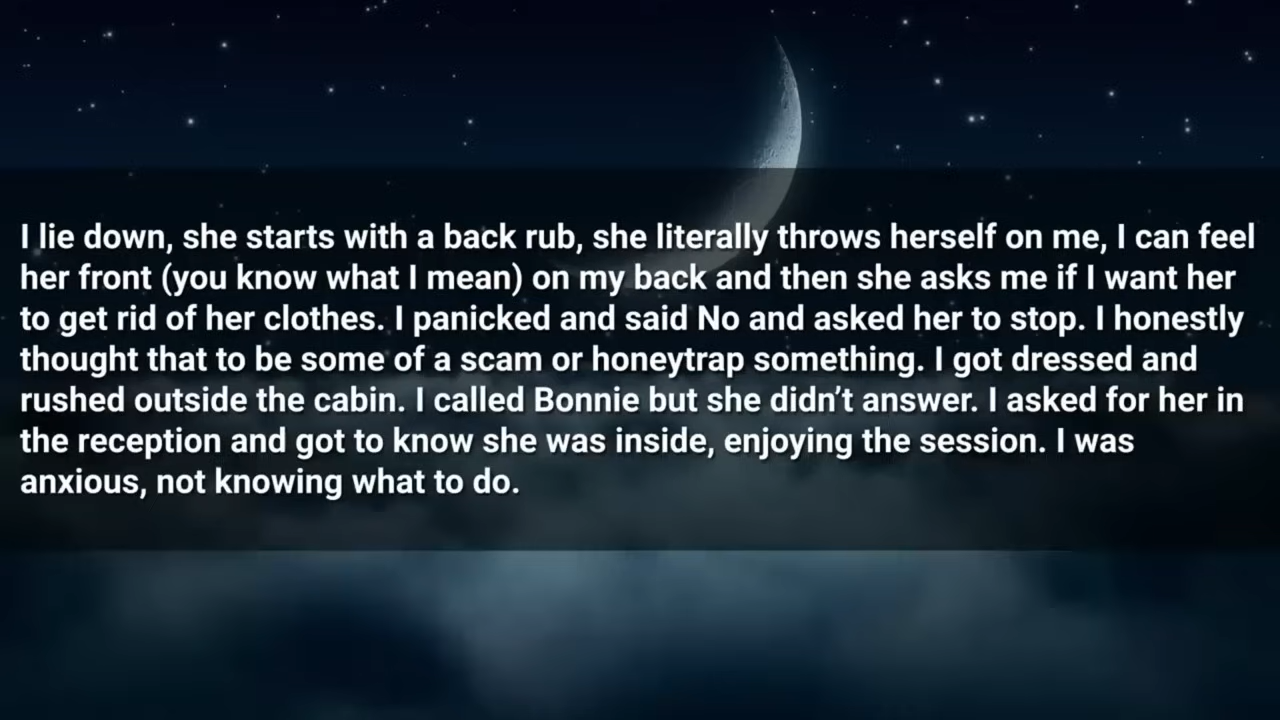 I lie down, she starts with a back rub, she literally throws herself on me, I can feel
her front (you know what I mean) on my back and then she asks me if I want her
to get rid of her clothes. I panicked and said No and asked her to stop. I honestly
thought that to be some of a scam or honeytrap something. I got dressed and
rushed outside the cabin. I called Bonnie but she didn’t answer. I asked for her in
the reception and got to know she was inside, enjoying the session. I was
anxious, not knowing what to do.